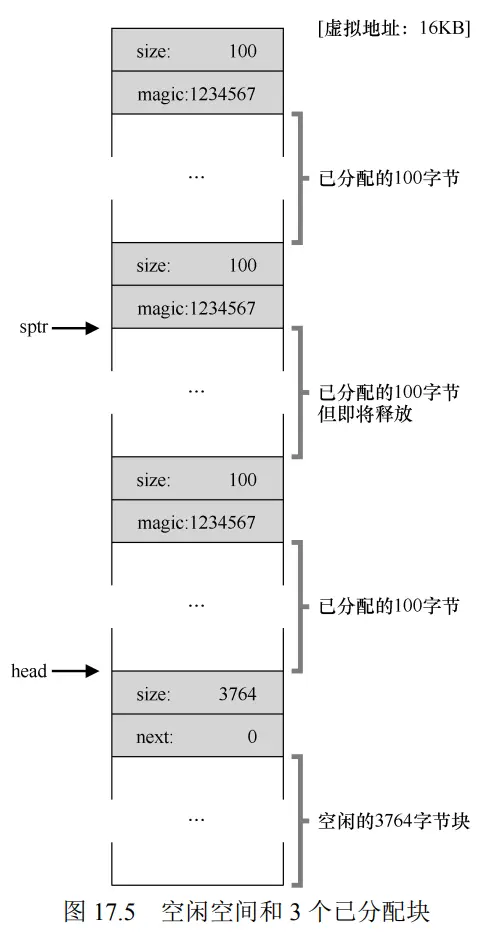 [虚拟地址：16KB]
size: 100
magic:1234567
...
已分配的100字节
size: 100
magic:1234567
sptr
...
已分配的100字节
但即将释放
size: 100
magic:1234567
...
已分配的100字节
head
size: 3764
next: 0
...
空闲的3764字节块
图 17.5 空闲空间和 3 个已分配块